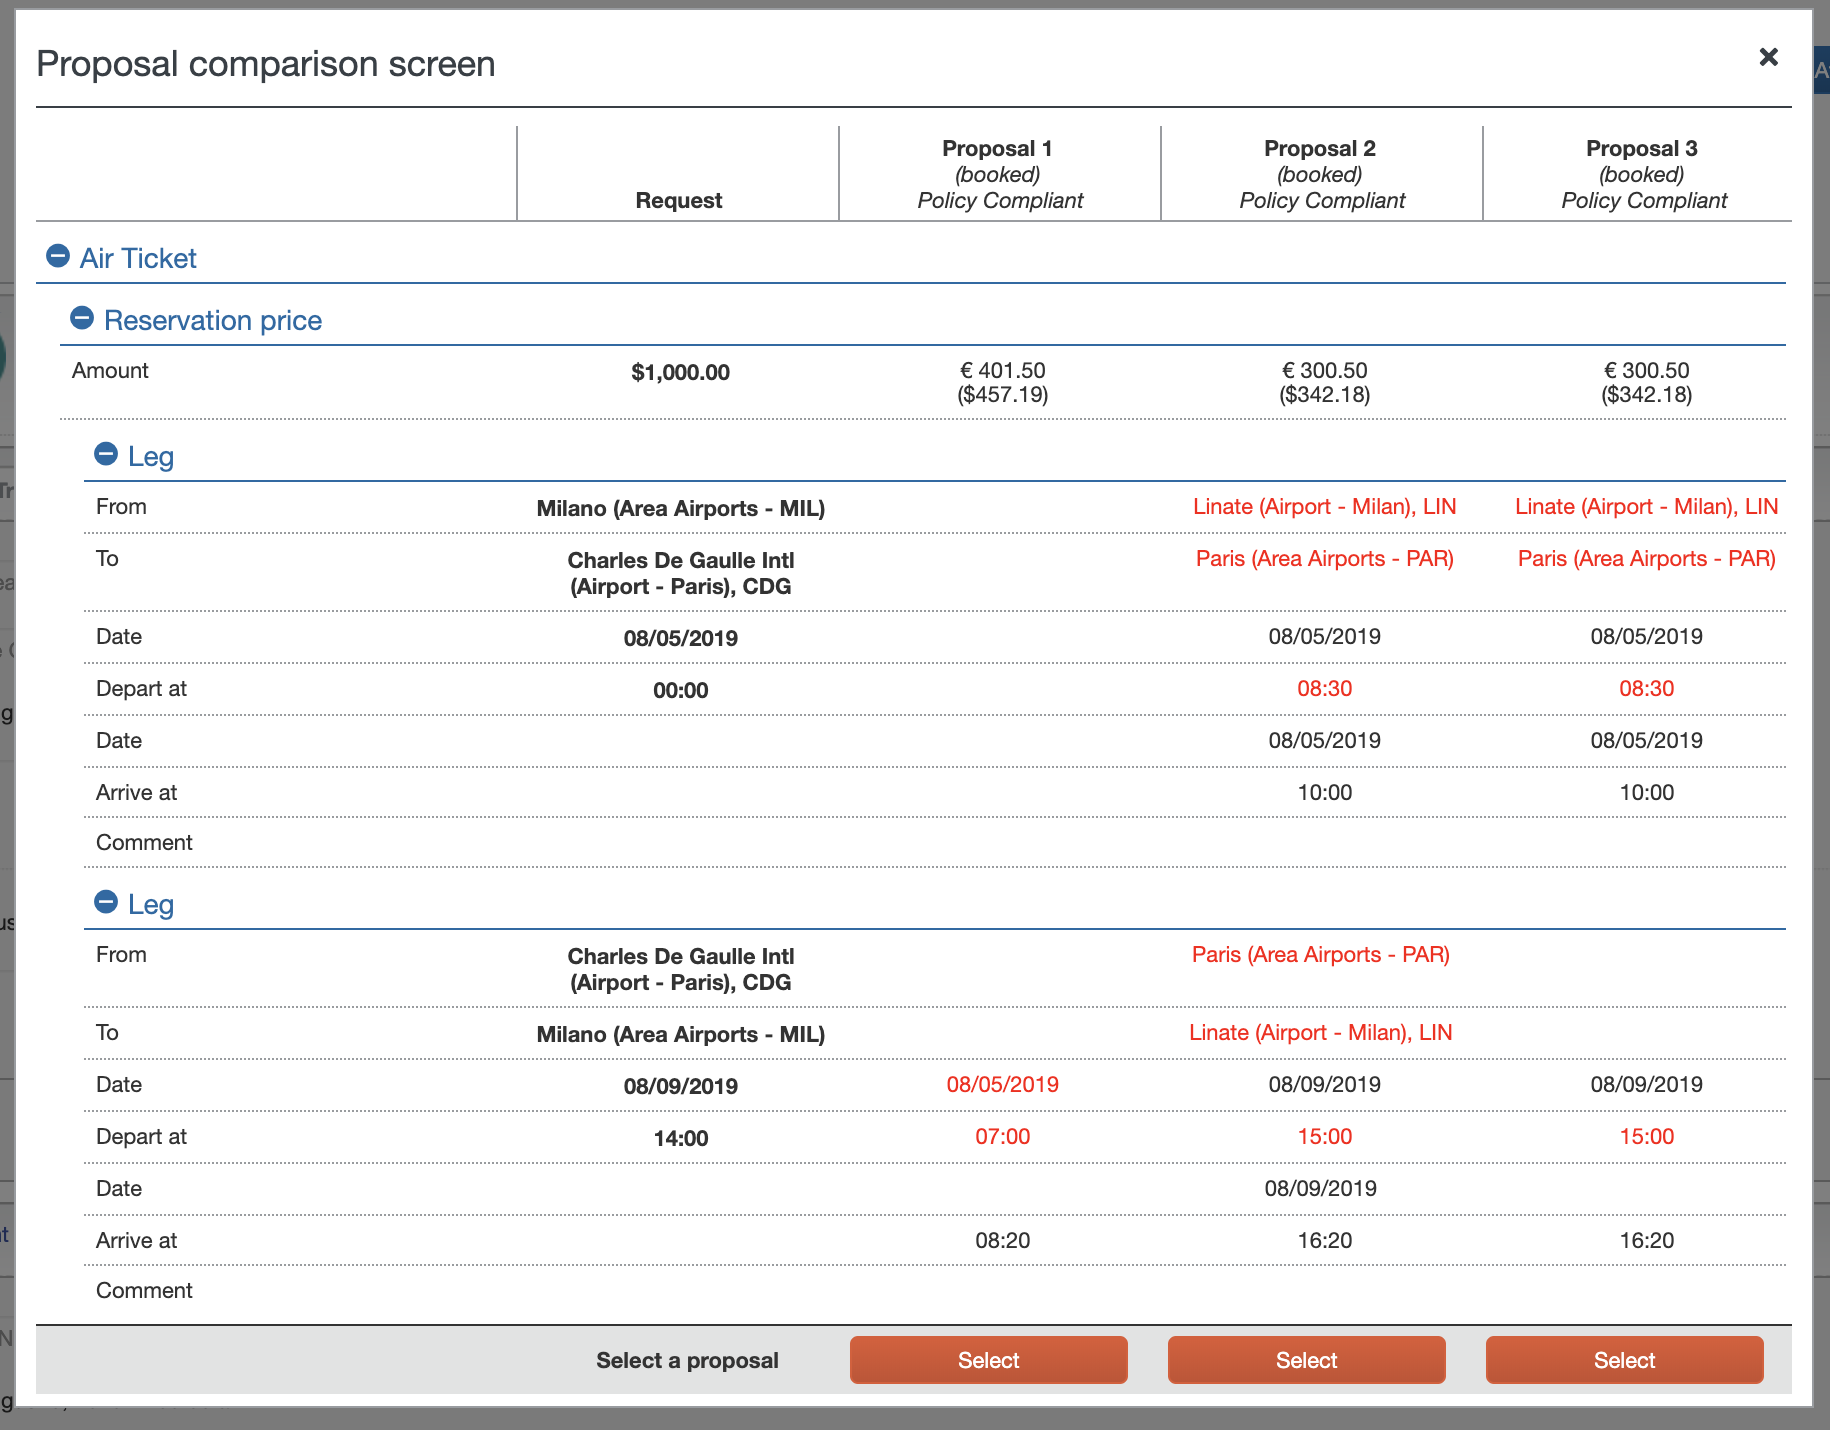 Proposal comparison screen
Request
Proposal 1
(booked)
Policy Compliant
Proposal 2
(booked)
Policy Compliant
Proposal 3
(booked)
Policy Compliant
Air Ticket
Reservation price
Amount $1,000.00 € 401.50 € 300.50 € 300.50
($457.19) ($342.18) ($342.18)
Leg
From Milano (Area Airports - MIL) Linate (Airport - Milan), LIN Linate (Airport - Milan), LIN
To Charles De Gaulle Intl Paris (Area Airports - PAR) Paris (Area Airports - PAR)
(Airport - Paris), CDG
Date 08/05/2019 08/05/2019 08/05/2019
Depart at 00:00 08:30 08:30
Date 08/05/2019 08/05/2019
Arrive at 10:00 10:00
Comment
Leg
From Charles De Gaulle Intl Paris (Area Airports - PAR)
(Airport - Paris), CDG
To Milano (Area Airports - MIL) Linate (Airport - Milan), LIN
Date 08/09/2019 08/05/2019 08/09/2019 08/09/2019
Depart at 14:00 07:00 15:00 15:00
Date 08/09/2019
Arrive at 08:20 16:20 16:20
Comment
Select a proposal Select Select Select